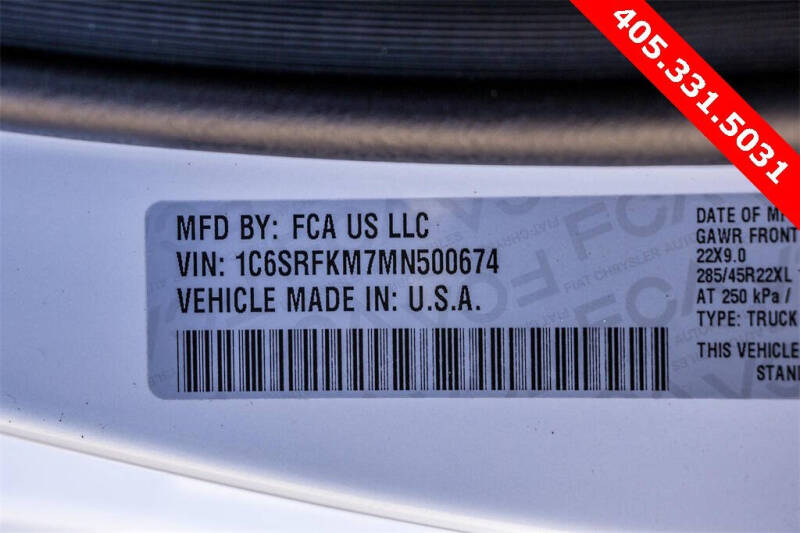 405.331.5031
MFD BY: FCA US LLC
VIN: 1C6SRFKM7MN500674
VEHICLE MADE IN: U.S.A.
DATE OF
GAWR FRONT
22X9.0
285/45R22XL
AT 250 kPa /
TYPE: TRUCK
THIS VEHICLE